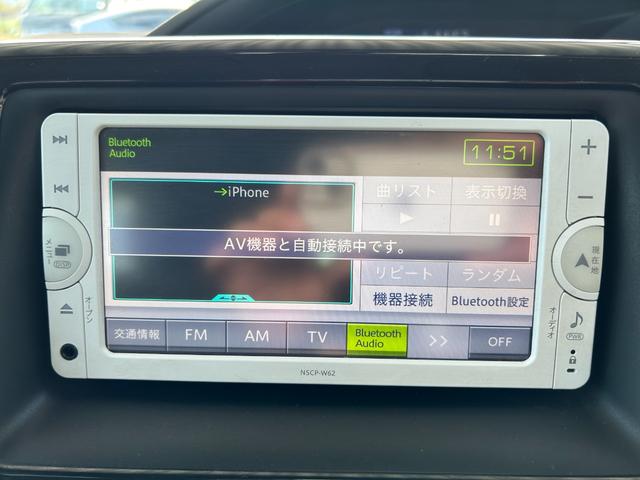 Bluetooth
Audio
11:51
→iPhone
曲リスト 表示切換
AV機器と自動接続中です。
リピート ランダム
機器接続 Bluetooth設定
交通情報 FM AM TV Bluetooth Audio >> OFF
メニュー
DISP
オープン
現在地
オーディオ
PWR
NSCP-W62